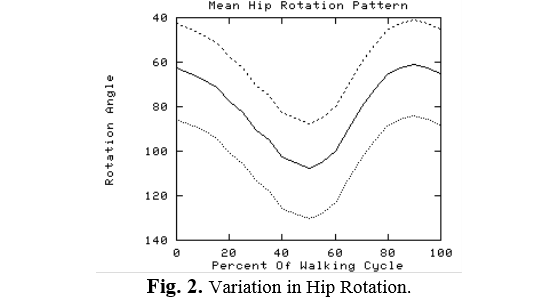 Mean Hip Rotation Pattern
40
60
80
100
120
140
Rotation Angle
0 20 40 60 80 100
Percent Of Walking Cycle
Fig. 2. Variation in Hip Rotation.